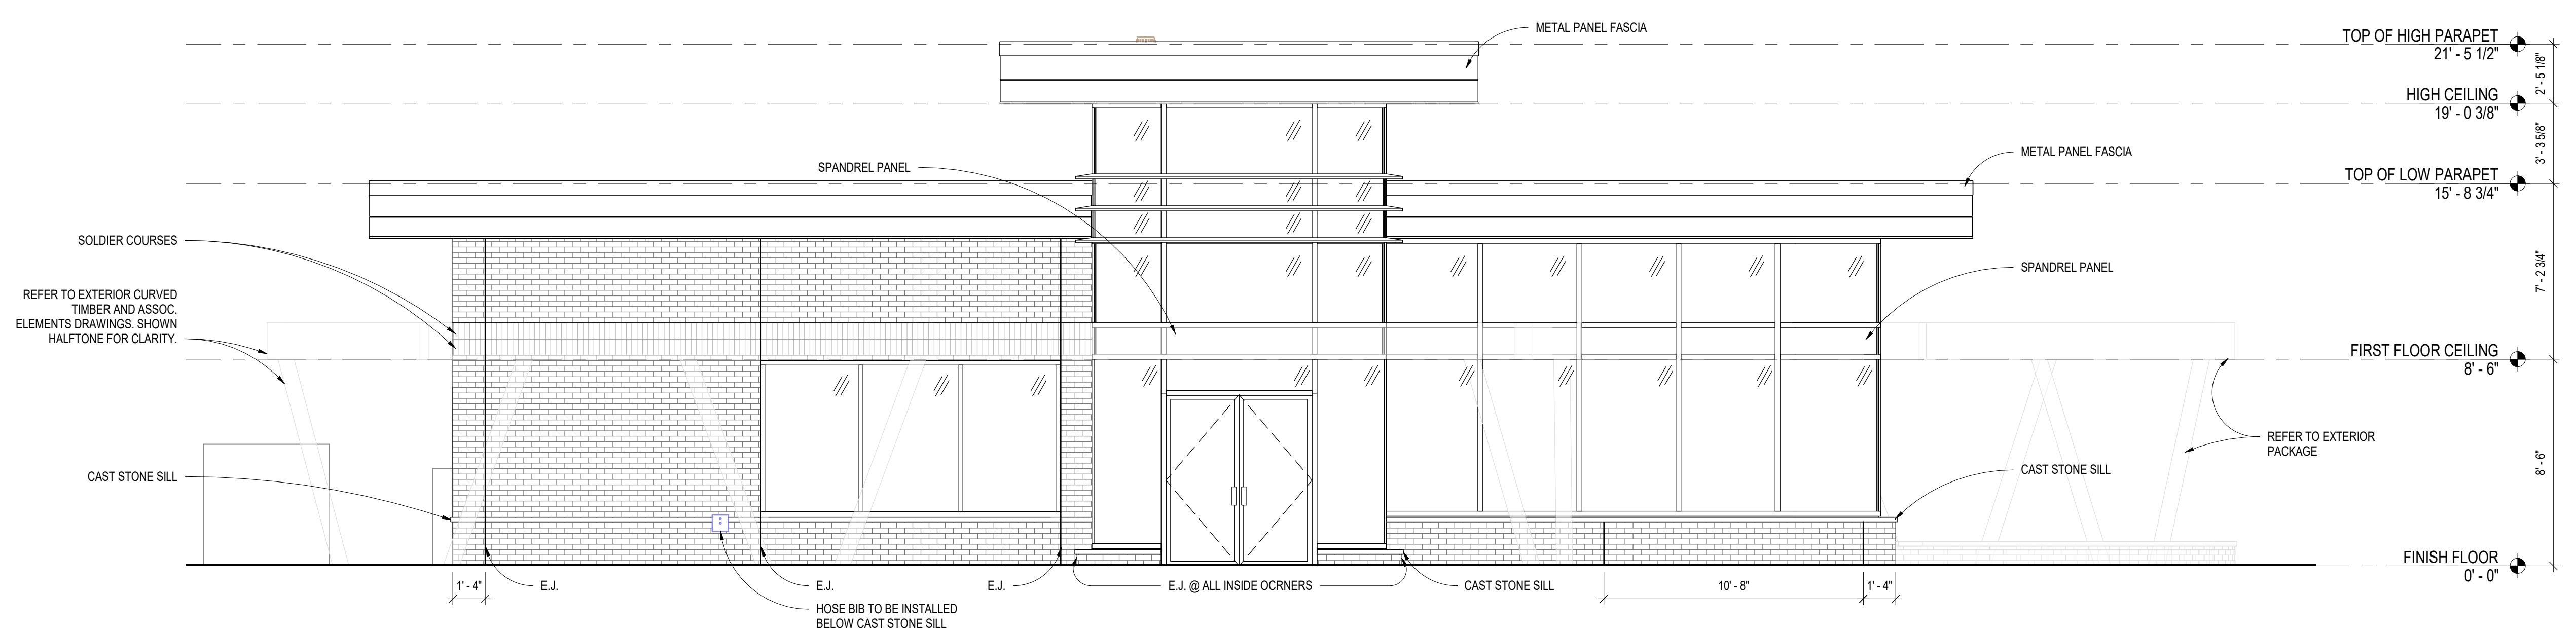 METAL PANEL FASCIA
TOP OF HIGH PARAPET
21' - 5 1/2"
2' - 5 1/8"
HIGH CEILING
19' - 0 3/8"
3' - 3 5/8"
METAL PANEL FASCIA
SPANDREL PANEL
TOP OF LOW PARAPET
15' - 8 3/4"
SOLDIER COURSES
SPANDREL PANEL
7' - 2 3/4"
REFER TO EXTERIOR CURVED
TIMBER AND ASSOC.
ELEMENTS DRAWINGS. SHOWN
HALFTONE FOR CLARITY.
FIRST FLOOR CEILING
8' - 6"
REFER TO EXTERIOR
PACKAGE
8' - 6"
CAST STONE SILL
CAST STONE SILL
FINISH FLOOR
0' - 0"
1' - 4"
E.J.
E.J.
E.J.
E.J. @ ALL INSIDE OCRNERS
CAST STONE SILL
10' - 8"
1' - 4"
HOSE BIB TO BE INSTALLED
BELOW CAST STONE SILL